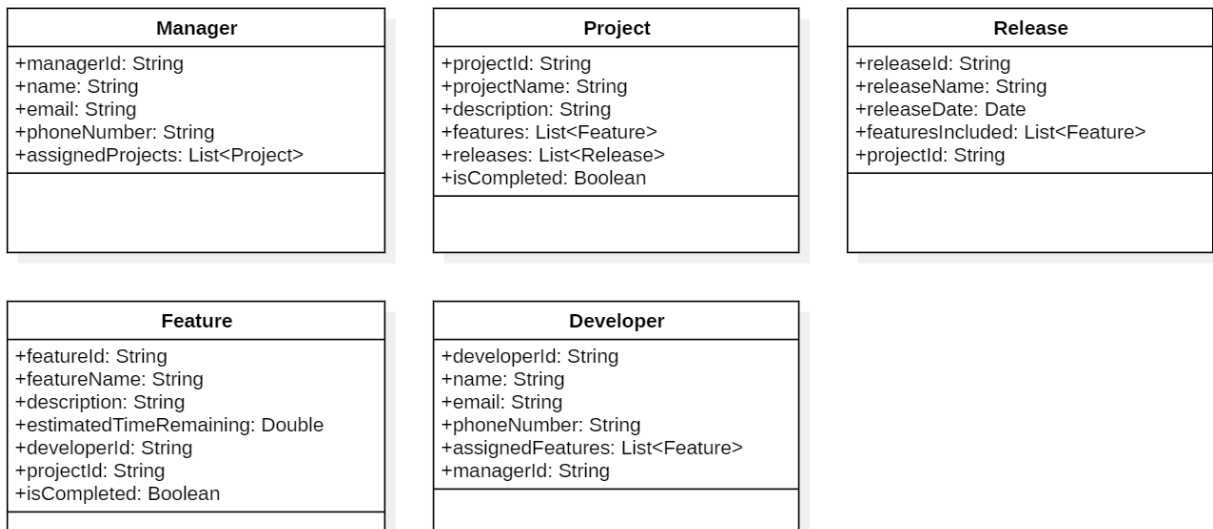 Manager
+managerId: String
+name: String
+email: String
+phoneNumber: String
+assignedProjects: List<Project>
Project
+projectId: String
+projectName: String
+description: String
+features: List<Feature>
+releases: List<Release>
+isCompleted: Boolean
Release
+releaseId: String
+releaseName: String
+releaseDate: Date
+featuresIncluded: List<Feature>
+projectId: String
Feature
+featureId: String
+featureName: String
+description: String
+estimatedTimeRemaining: Double
+developerId: String
+projectId: String
+isCompleted: Boolean
Developer
+developerId: String
+name: String
+email: String
+phoneNumber: String
+assignedFeatures: List<Feature>
+managerId: String